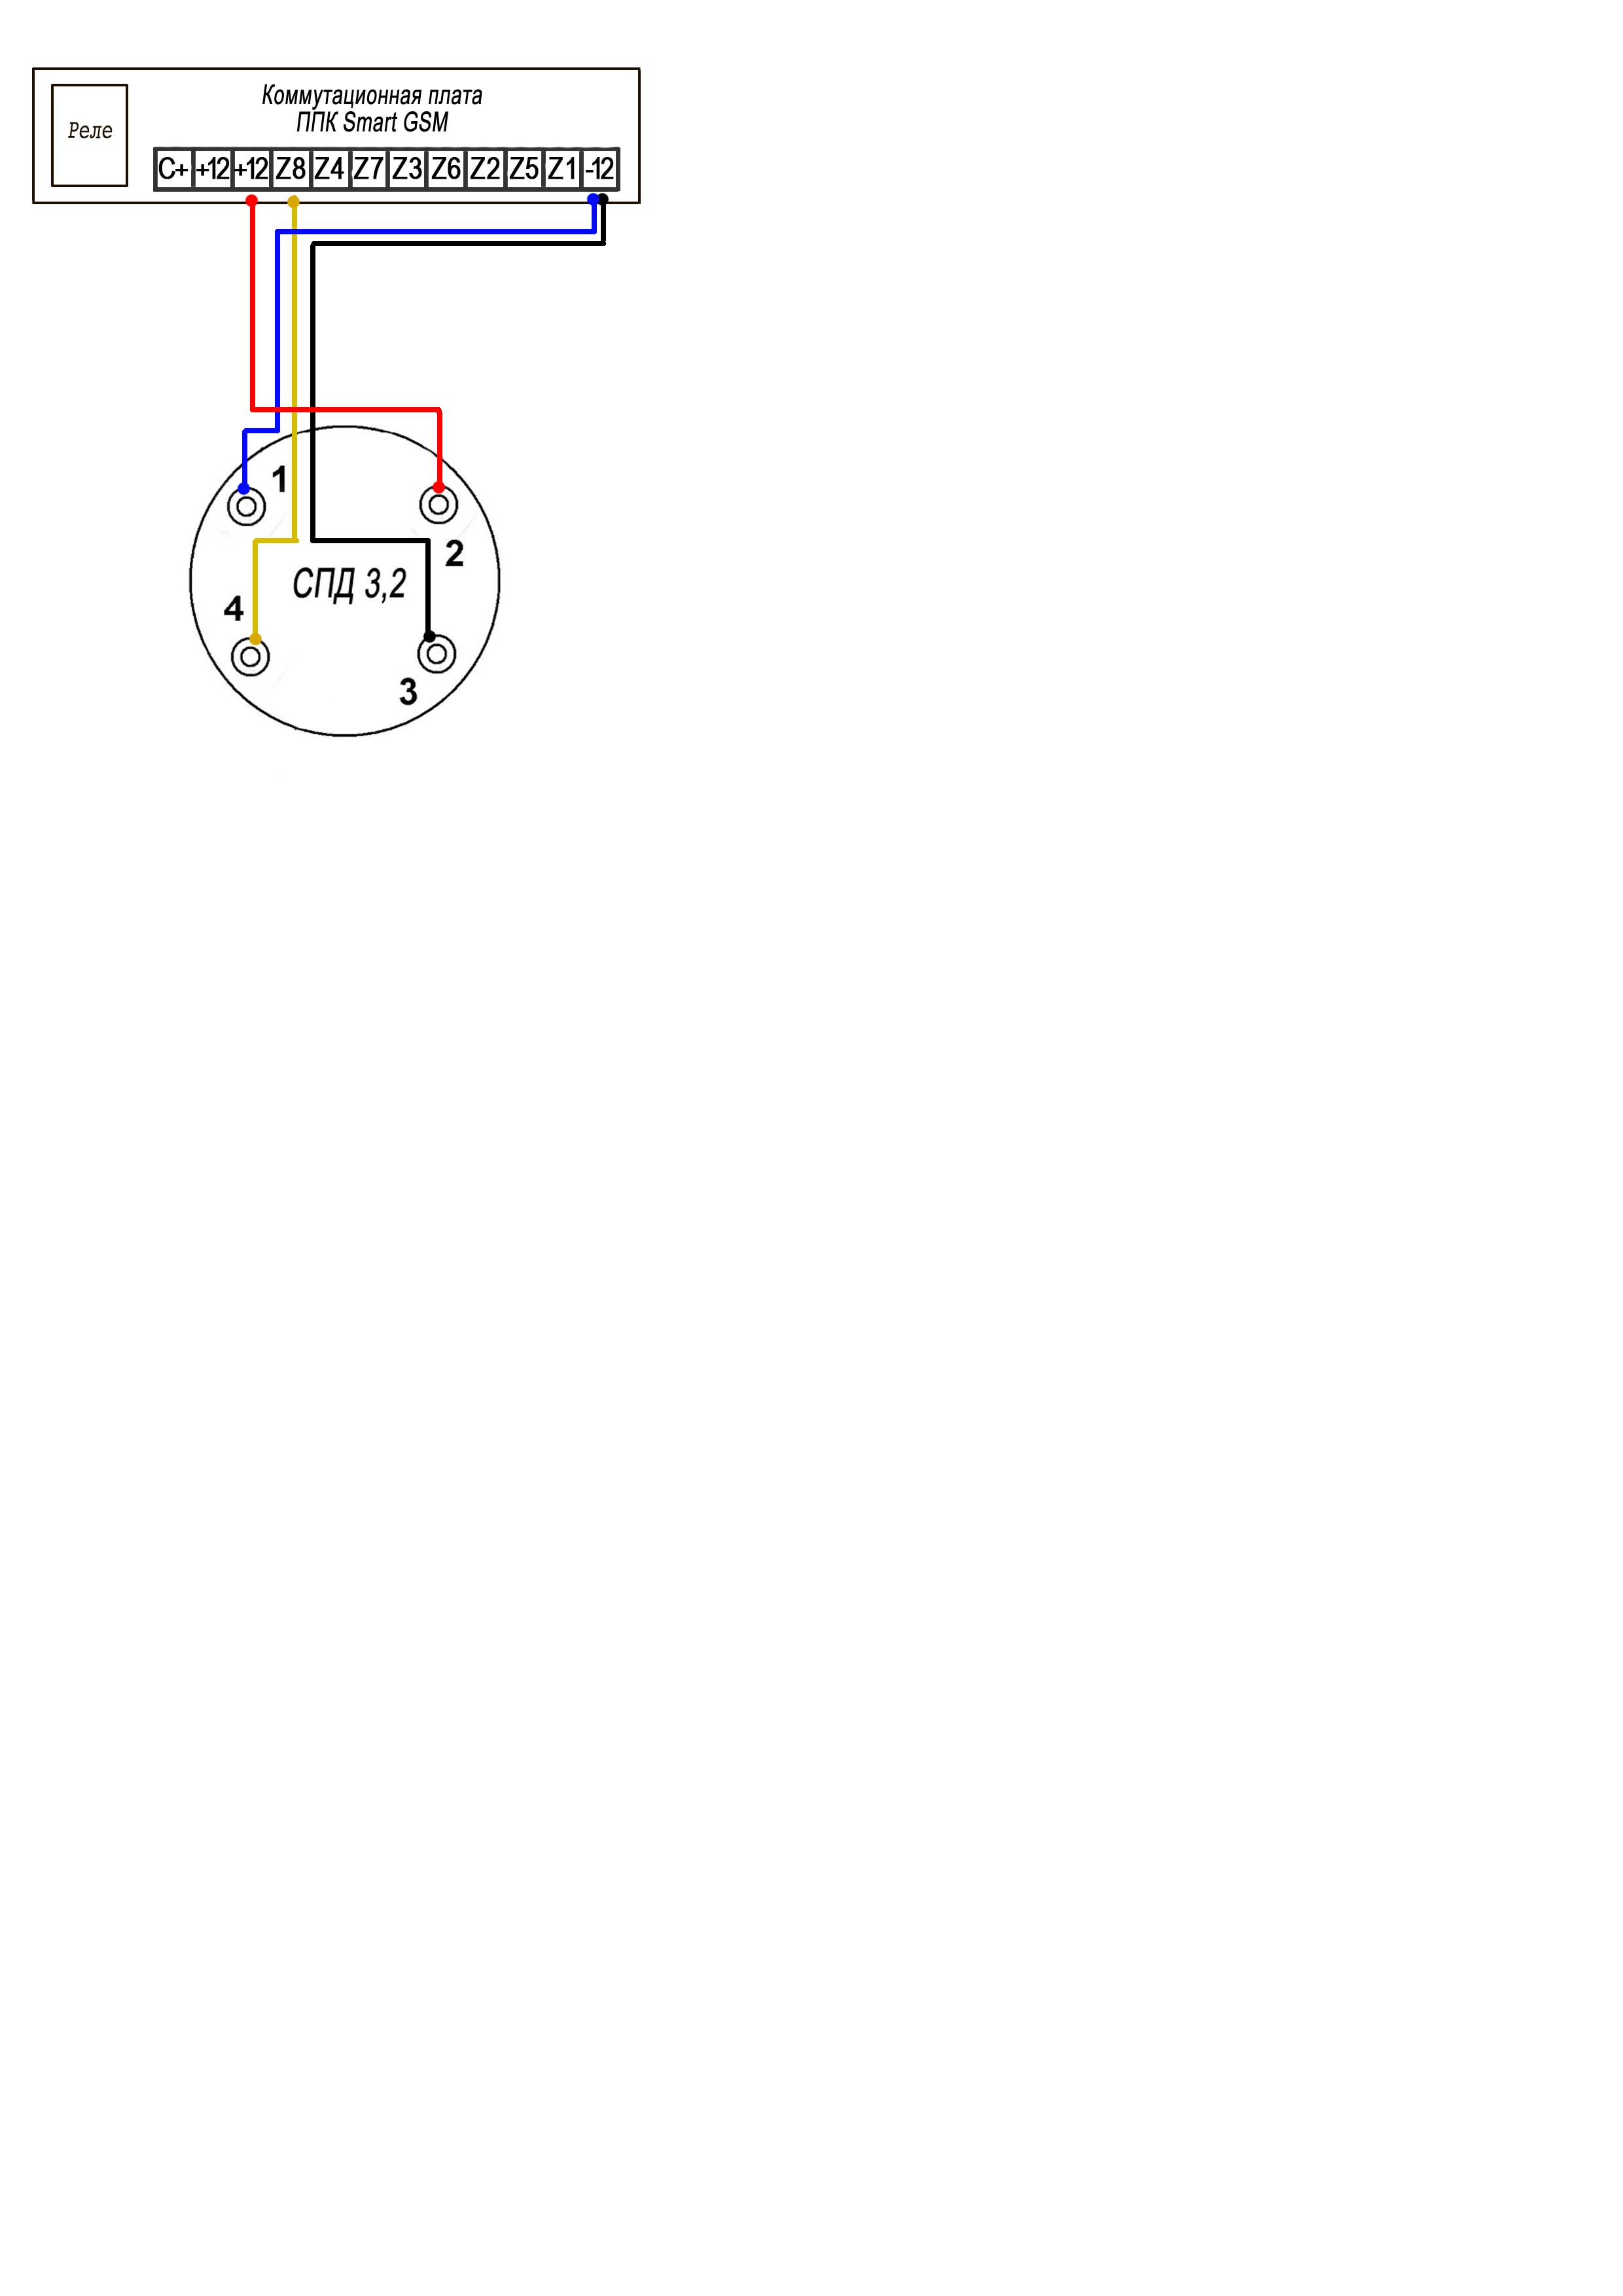 Коммутационная плата
ППК Smart GSM
Реле
C+ +12 +12 Z8 Z4 Z7 Z3 Z6 Z2 Z5 Z1 -12
1
2
СПД 3,2
4
3